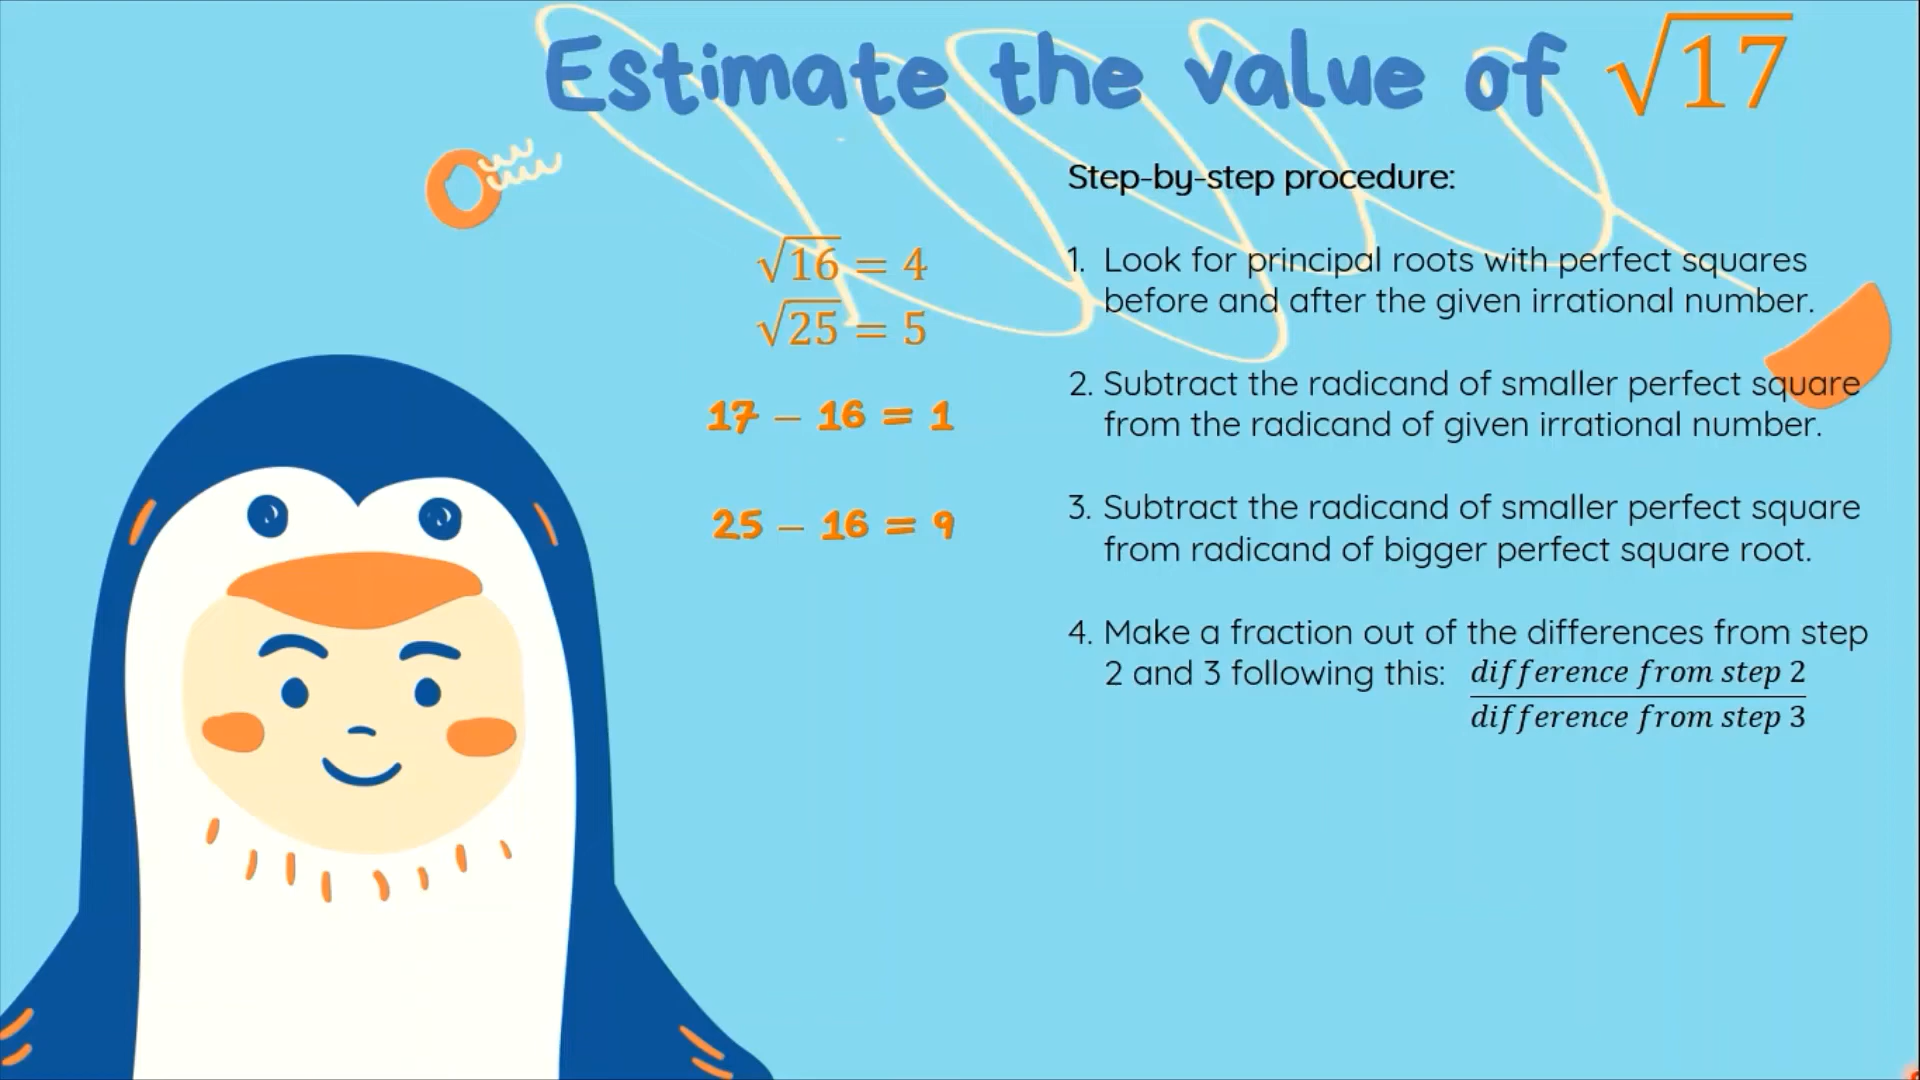 Estimate the value of √17
Step-by-step procedure:
√16 = 4
√25 = 5
17 – 16 = 1
25 – 16 = 9
1. Look for principal roots with perfect squares
before and after the given irrational number.
2. Subtract the radicand of smaller perfect square
from the radicand of given irrational number.
3. Subtract the radicand of smaller perfect square
from radicand of bigger perfect square root.
4. Make a fraction out of the differences from step
2 and 3 following this: difference from step 2
difference from step 3